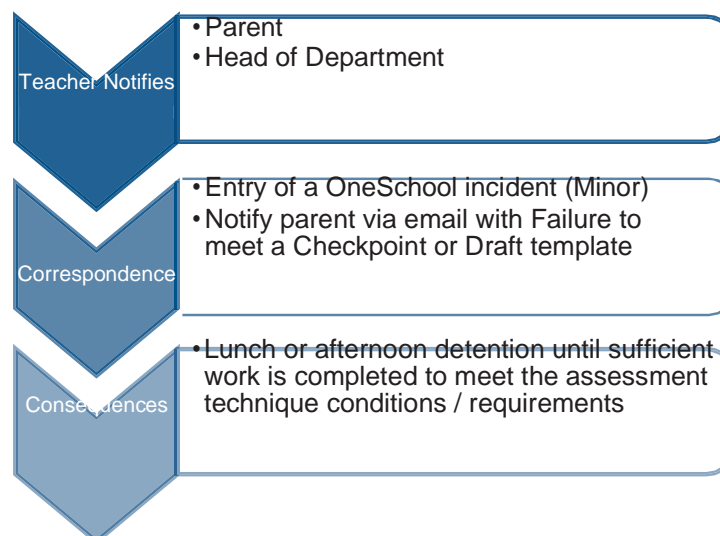 Teacher Notifies
• Parent
• Head of Department
Correspondence
• Entry of a OneSchool incident (Minor)
• Notify parent via email with Failure to
meet a Checkpoint or Draft template
Consequences
• Lunch or afternoon detention until sufficient
work is completed to meet the assessment
technique conditions / requirements